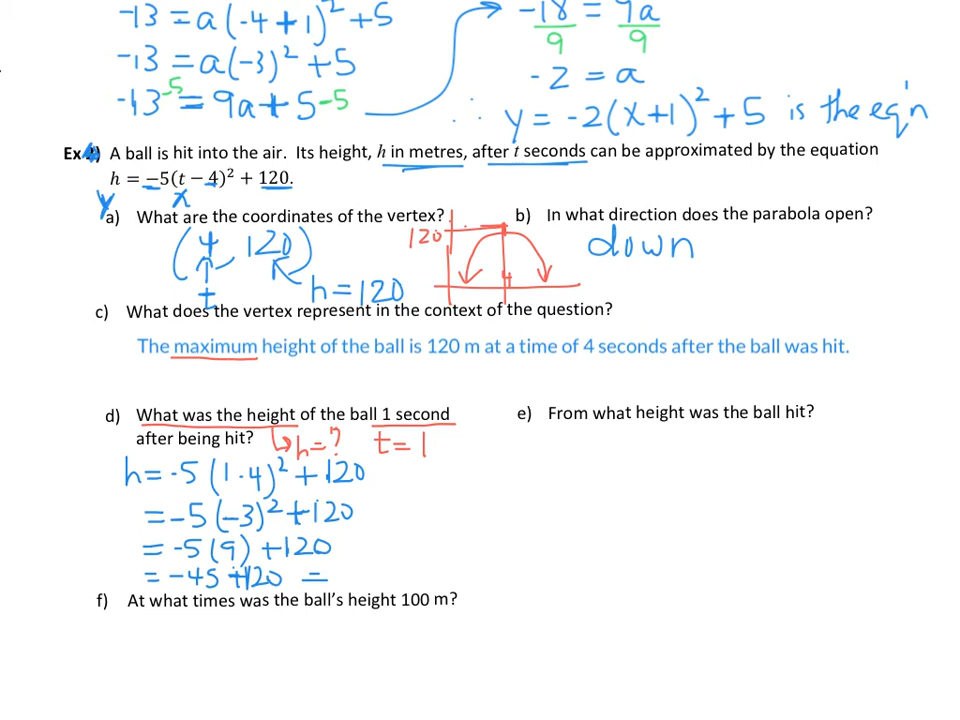 -13 = a(-4+1)² +5
-18 = 9a
9 9
-13 = a(-3)² +5
-2 = a
-13 -5 = 9a + 5 -5
∴ y = -2(x+1)² + 5 is the eq'n
Ex A ball is hit into the air. Its height, h in metres, after t seconds can be approximated by the equation
h = −5(t − 4)² + 120.
y x
a) What are the coordinates of the vertex?
b) In what direction does the parabola open?
(4, 120)
120
down
t h=120
4
c) What does the vertex represent in the context of the question?
The maximum height of the ball is 120 m at a time of 4 seconds after the ball was hit.
d) What was the height of the ball 1 second
e) From what height was the ball hit?
after being hit? h=? t=1
h= -5(1-4)² +120
= -5(-3)² +120
= -5(9) +120
= -45 +120 =
f) At what times was the ball's height 100 m?